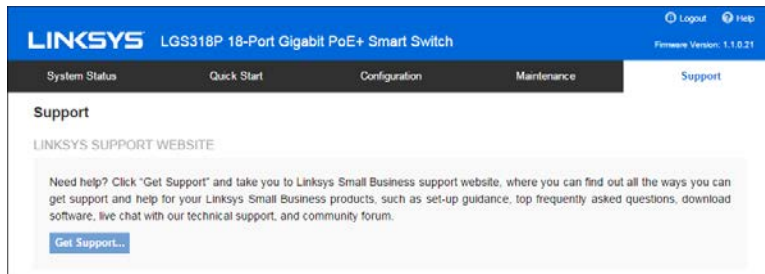 Logout Help
LINKSYS LGS318P 18-Port Gigabit PoE+ Smart Switch
Firmware Version: 1.1.0.21
System Status Quick Start Configuration Maintenance Support
Support
LINKSYS SUPPORT WEBSITE
Need help? Click "Get Support" and take you to Linksys Small Business support website, where you can find out all the ways you can
get support and help for your Linksys Small Business products, such as set-up guidance, top frequently asked questions, download
software, live chat with our technical support, and community forum.
Get Support...